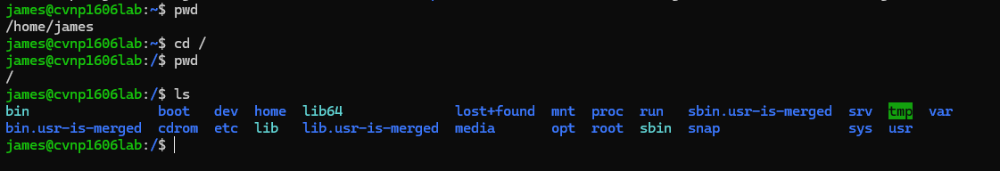 james@cvnp1606lab:~$ pwd
/home/james
james@cvnp1606lab:~$ cd /
james@cvnp1606lab:/$ pwd
/
james@cvnp1606lab:/$ ls
bin                boot   dev  home  lib64              lost+found  mnt  proc  run   sbin.usr-is-merged  srv  tmp  var
bin.usr-is-merged  cdrom  etc  lib   lib.usr-is-merged  media       opt  root  sbin  snap                sys  usr
james@cvnp1606lab:/$